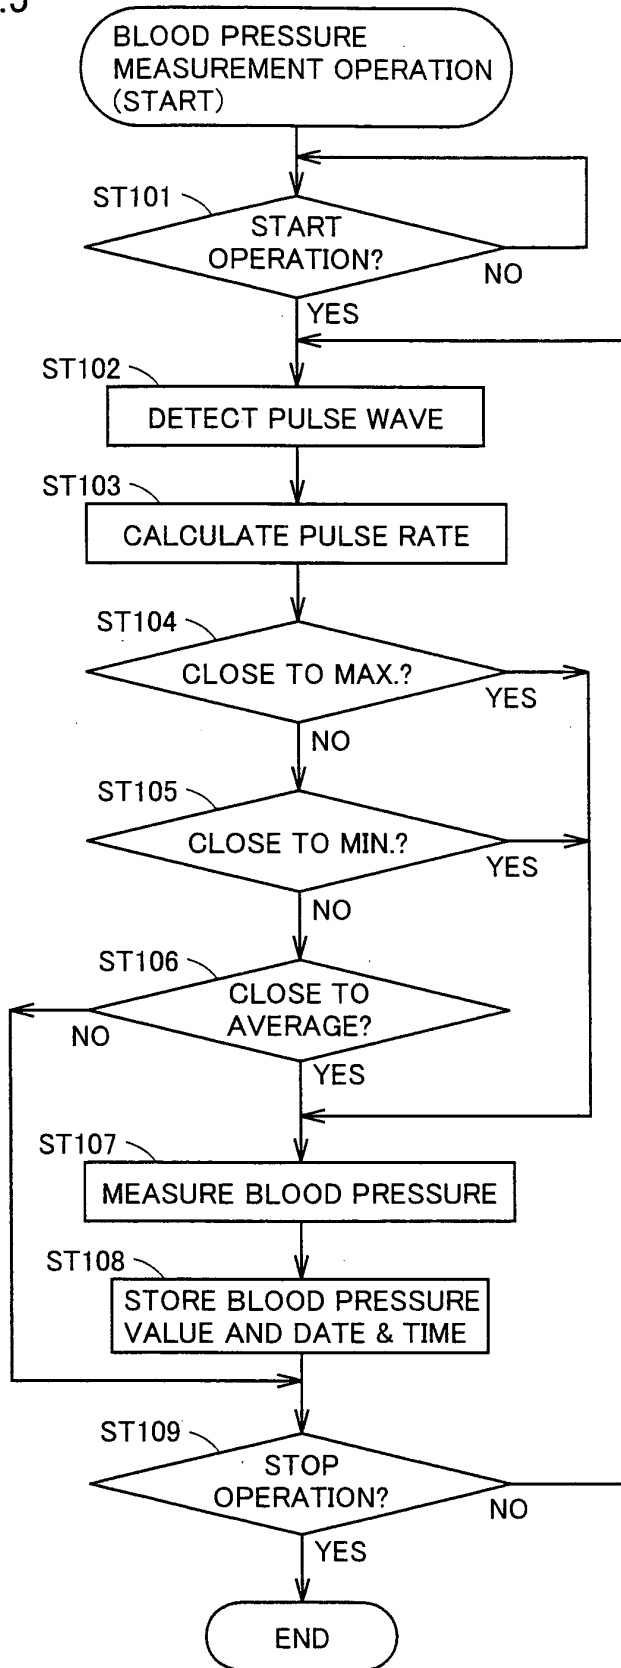 .5
BLOOD PRESSURE
MEASUREMENT OPERATION
(START)
ST101
START
OPERATION?
NO
YES
ST102
DETECT PULSE WAVE
ST103
CALCULATE PULSE RATE
ST104
CLOSE TO MAX.?
YES
NO
ST105
CLOSE TO MIN.?
YES
NO
ST106
CLOSE TO
AVERAGE?
NO
YES
ST107
MEASURE BLOOD PRESSURE
ST108
STORE BLOOD PRESSURE
VALUE AND DATE & TIME
ST109
STOP
OPERATION?
NO
YES
END